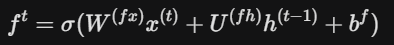 f^t = σ(W^(fx) x^(t) + U^(fh) h^(t−1) + b^f)